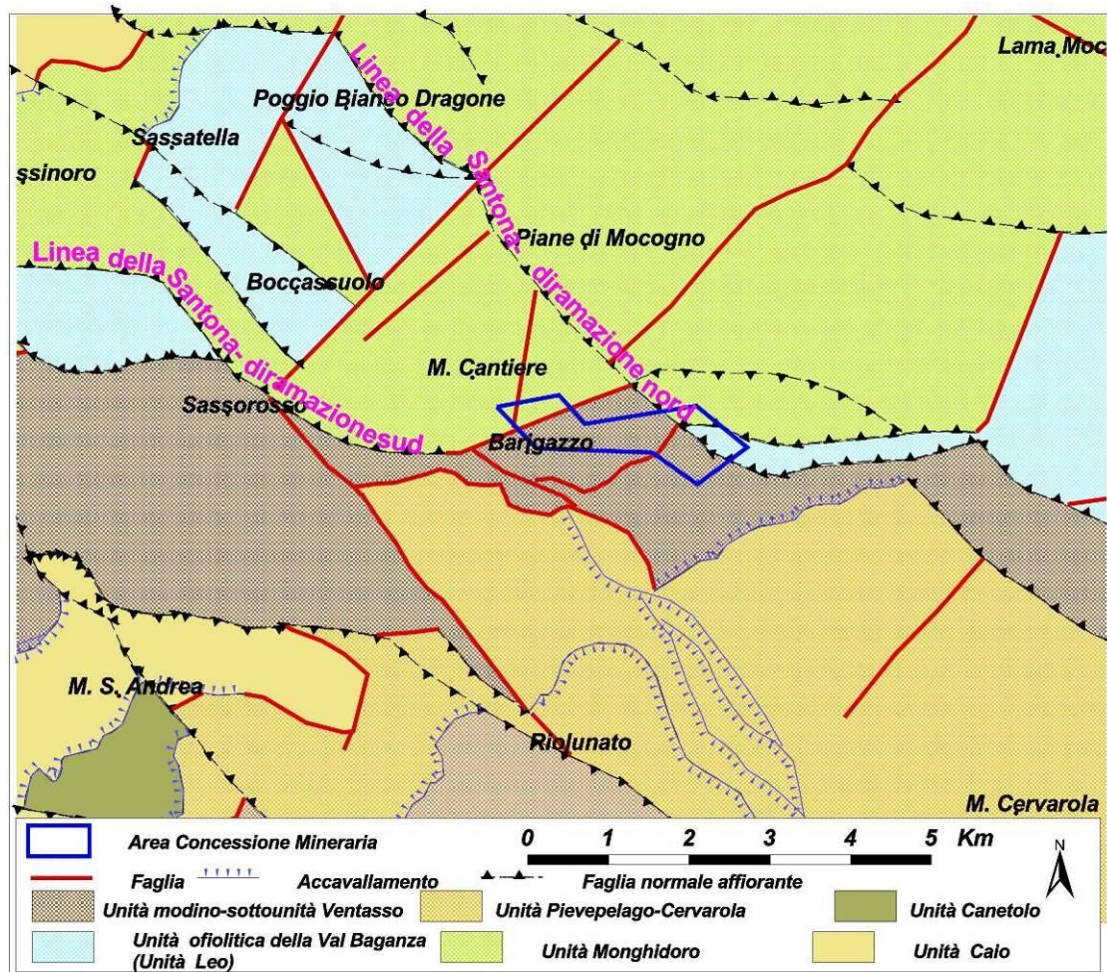 Lama Moc
Poggio Bianco Dragone
Sassatella
ssinoro
Linea della Santona- diramazione nord
Piane di Mocogno
Linea della Santona- diramazionesud
Boccassuolo
M. Cantiere
Sassorosso
Barigazzo
M. S. Andrea
Riolunato
M. Cervarola
Area Concessione Mineraria
0 1 2 3 4 5 Km
N
Faglia
Accavallamento
Faglia normale affiorante
Unità modino-sottounità Ventasso
Unità Pievepelago-Cervarola
Unità Canetolo
Unità ofiolitica della Val Baganza
(Unità Leo)
Unità Monghidoro
Unità Caio